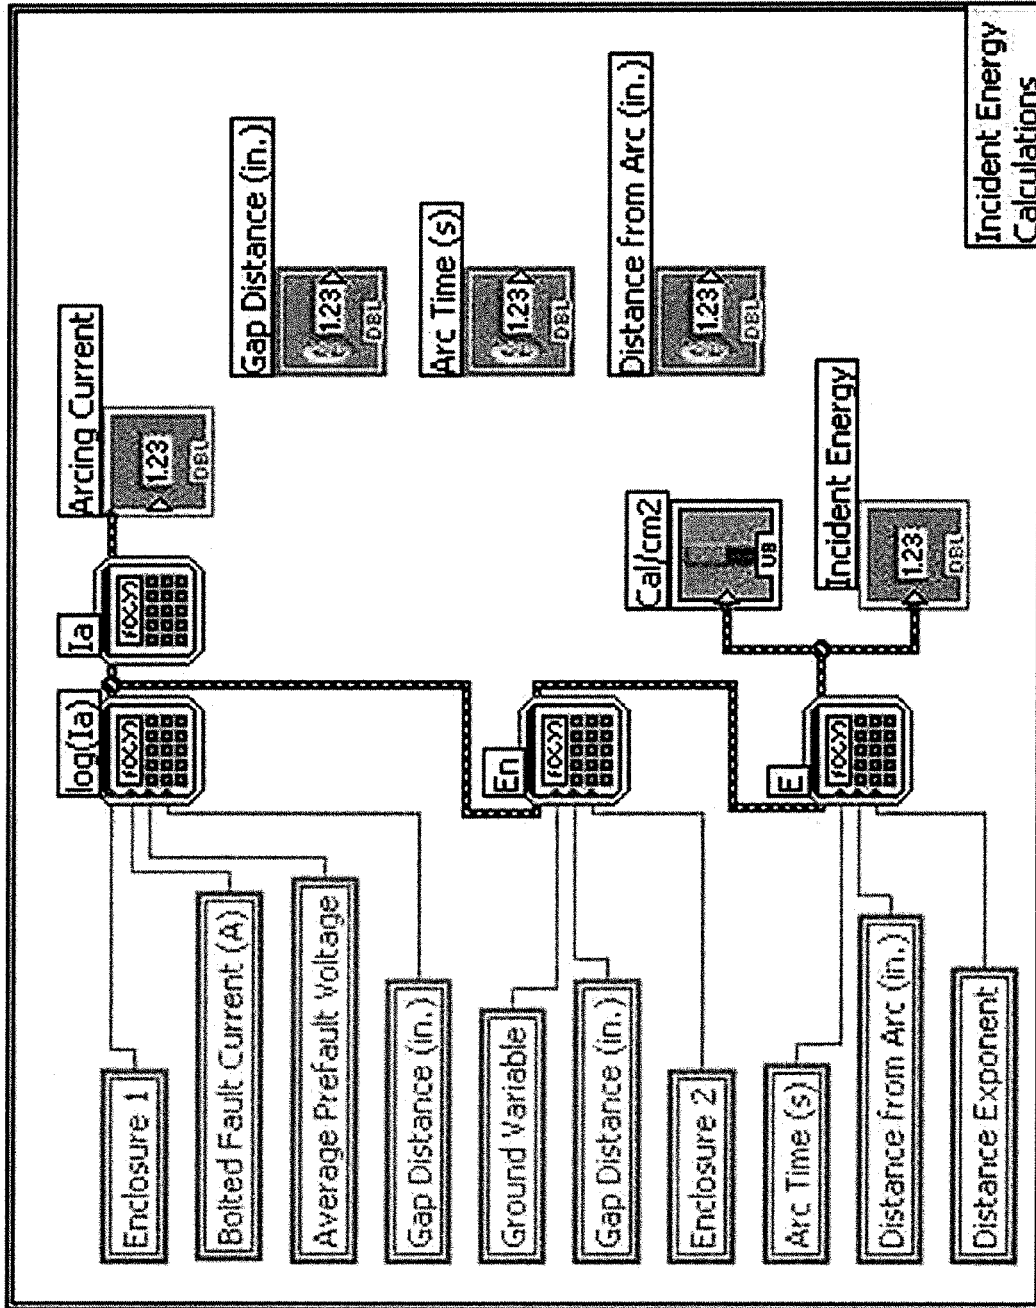 Enclosure 1
Bolted Fault Current (A)
Average Prefault Voltage
Gap Distance (in.)
log(Ia)
f(x,y)
Ia
f(x,y)
Arcing Current
1.23
DBL
Ground Variable
Gap Distance (in.)
Enclosure 2
En
f(x,y)
Gap Distance (in.)
1.23
DBL
Arc Time (s)
1.23
DBL
Distance from Arc (in.)
1.23
DBL
Arc Time (s)
Distance from Arc (in.)
Distance Exponent
E
f(x,y)
Cal/cm2
U8
Incident Energy
1.23
DBL
Incident Energy
Calculations